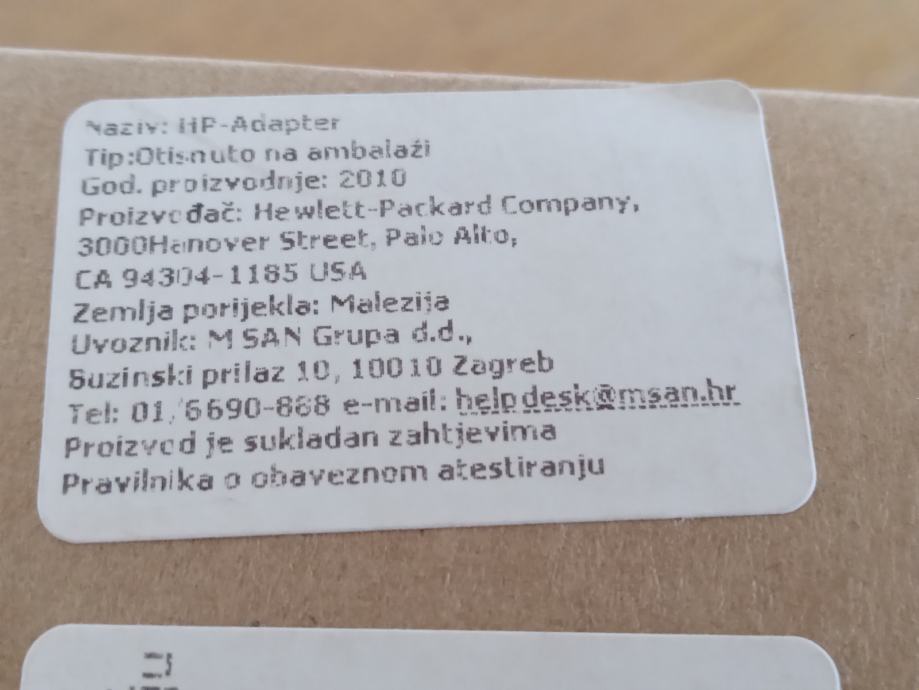 Naziv: HP-Adapter
Tip:Otisnuto na ambalaži
God. proizvodnje: 2010
Proizvođač: Hewlett-Packard Company,
3000Hanover Street, Palo Alto,
CA 94304-1185 USA
Zemlja porijekla: Malezija
Uvoznik: M SAN Grupa d.d.,
Buzinski prilaz 10, 10010 Zagreb
Tel: 01/6690-888 e-mail: helpdesk@msan.hr
Proizvod je sukladan zahtjevima
Pravilnika o obaveznom atestiranju